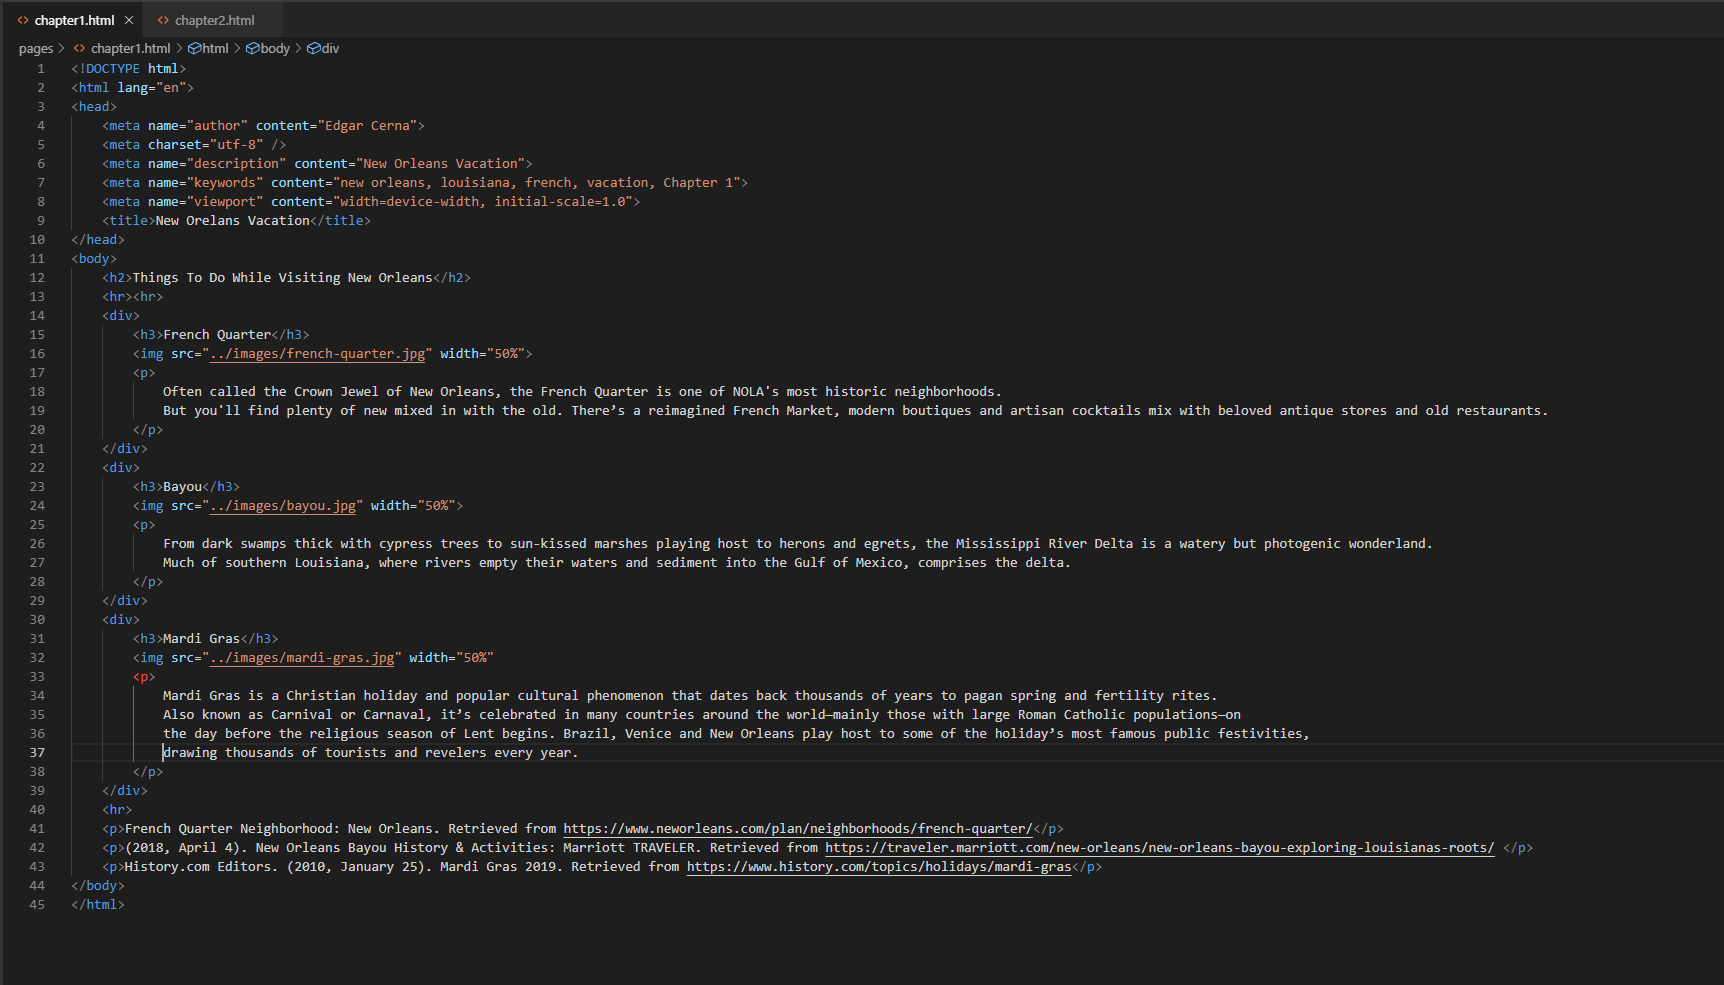 chapter1.html
chapter2.html
pages > chapter1.html > html > body > div
1 <!DOCTYPE html>
2 <html lang="en">
3 <head>
4 <meta name="author" content="Edgar Cerna">
5 <meta charset="utf-8" />
6 <meta name="description" content="New Orleans Vacation">
7 <meta name="keywords" content="new orleans, louisiana, french, vacation, Chapter 1">
8 <meta name="viewport" content="width=device-width, initial-scale=1.0">
9 <title>New Orelans Vacation</title>
10 </head>
11 <body>
12 <h2>Things To Do While Visiting New Orleans</h2>
13 <hr><hr>
14 <div>
15 <h3>French Quarter</h3>
16 <img src="../images/french-quarter.jpg" width="50%">
17 <p>
18 Often called the Crown Jewel of New Orleans, the French Quarter is one of NOLA's most historic neighborhoods.
19 But you'll find plenty of new mixed in with the old. There’s a reimagined French Market, modern boutiques and artisan cocktails mix with beloved antique stores and old restaurants.
20 </p>
21 </div>
22 <div>
23 <h3>Bayou</h3>
24 <img src="../images/bayou.jpg" width="50%">
25 <p>
26 From dark swamps thick with cypress trees to sun-kissed marshes playing host to herons and egrets, the Mississippi River Delta is a watery but photogenic wonderland.
27 Much of southern Louisiana, where rivers empty their waters and sediment into the Gulf of Mexico, comprises the delta.
28 </p>
29 </div>
30 <div>
31 <h3>Mardi Gras</h3>
32 <img src="../images/mardi-gras.jpg" width="50%"
33 <p>
34 Mardi Gras is a Christian holiday and popular cultural phenomenon that dates back thousands of years to pagan spring and fertility rites.
35 Also known as Carnival or Carnaval, it’s celebrated in many countries around the world—mainly those with large Roman Catholic populations—on
36 the day before the religious season of Lent begins. Brazil, Venice and New Orleans play host to some of the holiday’s most famous public festivities,
37 drawing thousands of tourists and revelers every year.
38 </p>
39 </div>
40 <hr>
41 <p>French Quarter Neighborhood: New Orleans. Retrieved from https://www.neworleans.com/plan/neighborhoods/french-quarter/</p>
42 <p>(2018, April 4). New Orleans Bayou History & Activities: Marriott TRAVELER. Retrieved from https://traveler.marriott.com/new-orleans/new-orleans-bayou-exploring-louisianas-roots/ </p>
43 <p>History.com Editors. (2010, January 25). Mardi Gras 2019. Retrieved from https://www.history.com/topics/holidays/mardi-gras</p>
44 </body>
45 </html>